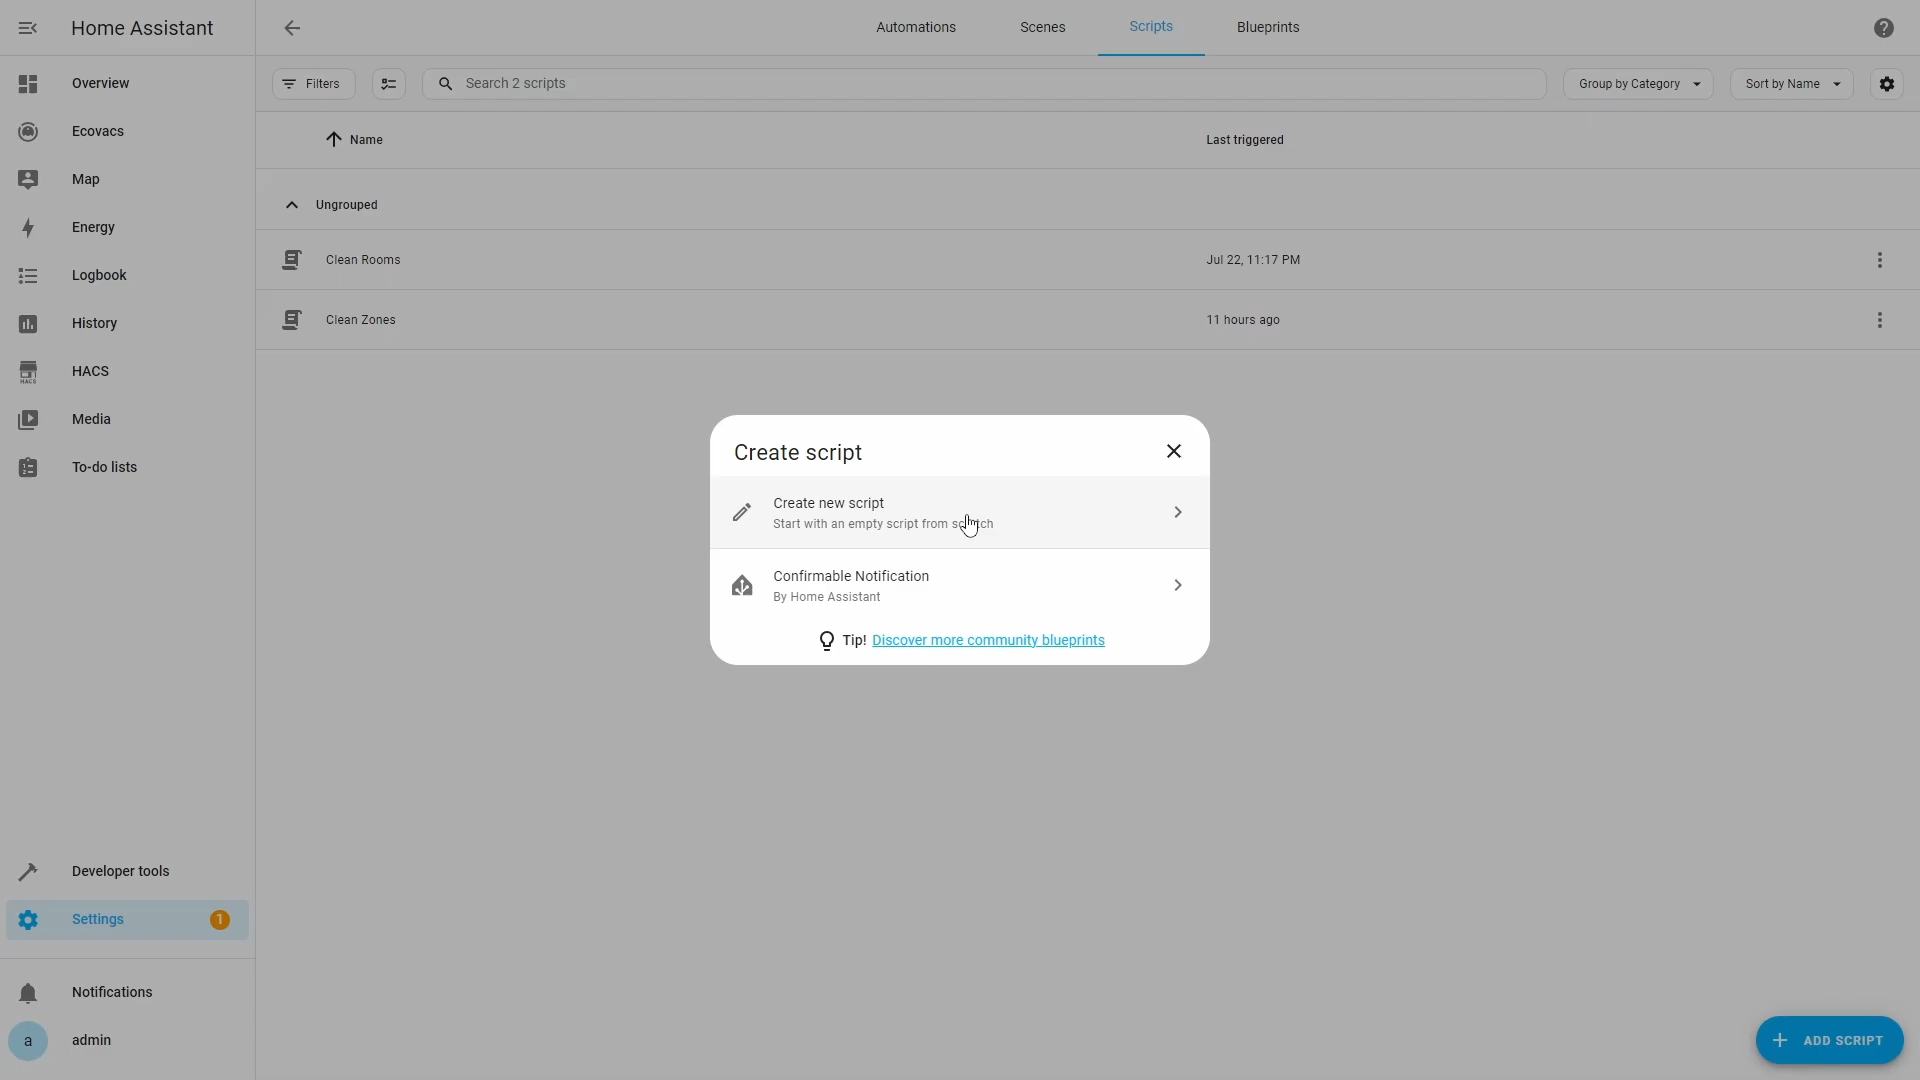 Home Assistant
Automations
Scenes
Scripts
Blueprints
Overview
Ecovacs
Map
Energy
Logbook
History
HACS
HACS
Media
To-do lists
Developer tools
Settings
1
Notifications
a
admin
Filters
Search 2 scripts
Group by Category
Sort by Name
Name
Last triggered
Ungrouped
Clean Rooms
Jul 22, 11:17 PM
Clean Zones
11 hours ago
Create script
Create new script
Start with an empty script from
Confirmable Notification
By Home Assistant
Tip! Discover more community blueprints
ADD SCRIPT